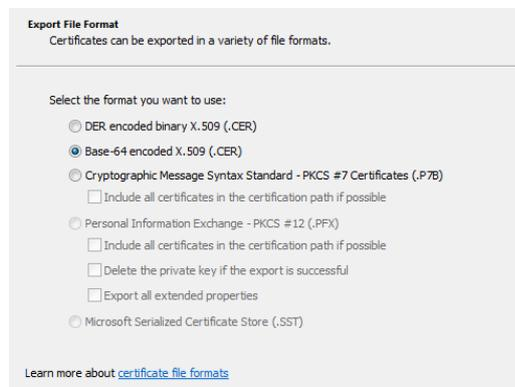 Export File Format
Certificates can be exported in a variety of file formats.
Select the format you want to use:
DER encoded binary X.509 (.CER)
Base-64 encoded X.509 (.CER)
Cryptographic Message Syntax Standard - PKCS #7 Certificates (.P7B)
Include all certificates in the certification path if possible
Personal Information Exchange - PKCS #12 (.PFX)
Include all certificates in the certification path if possible
Delete the private key if the export is successful
Export all extended properties
Microsoft Serialized Certificate Store (.SST)
Learn more about certificate file formats